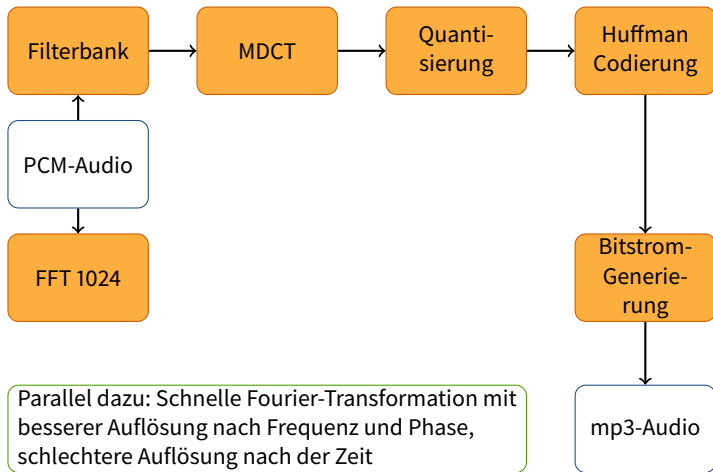 Filterbank
MDCT
Quanti-
sierung
Huffman
Codierung
PCM-Audio
FFT 1024
Bitstrom-
Generie-
rung
Parallel dazu: Schnelle Fourier-Transformation mit
besserer Auflösung nach Frequenz und Phase,
schlechtere Auflösung nach der Zeit
mp3-Audio